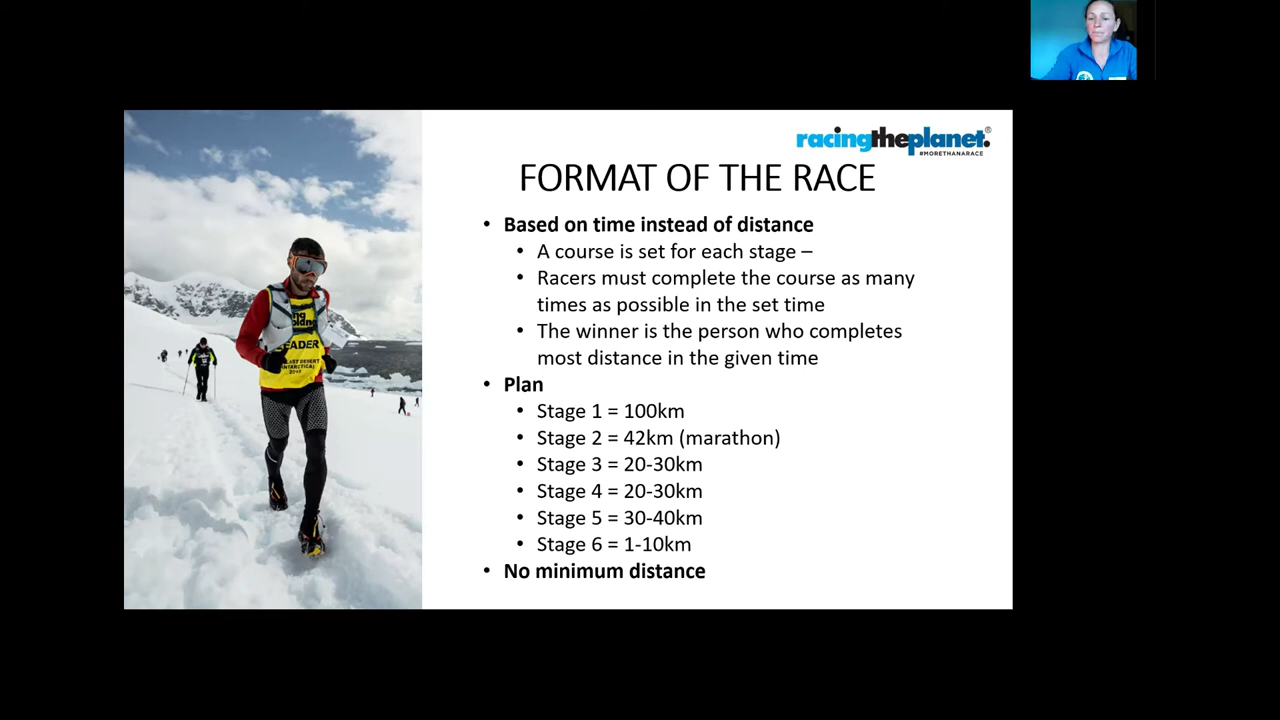 racingtheplanet.®
#MORETHANARACE
FORMAT OF THE RACE
• Based on time instead of distance
• A course is set for each stage –
• Racers must complete the course as many
times as possible in the set time
• The winner is the person who completes
most distance in the given time
• Plan
• Stage 1 = 100km
• Stage 2 = 42km (marathon)
• Stage 3 = 20-30km
• Stage 4 = 20-30km
• Stage 5 = 30-40km
• Stage 6 = 1-10km
• No minimum distance
EADER
LAST DESERT